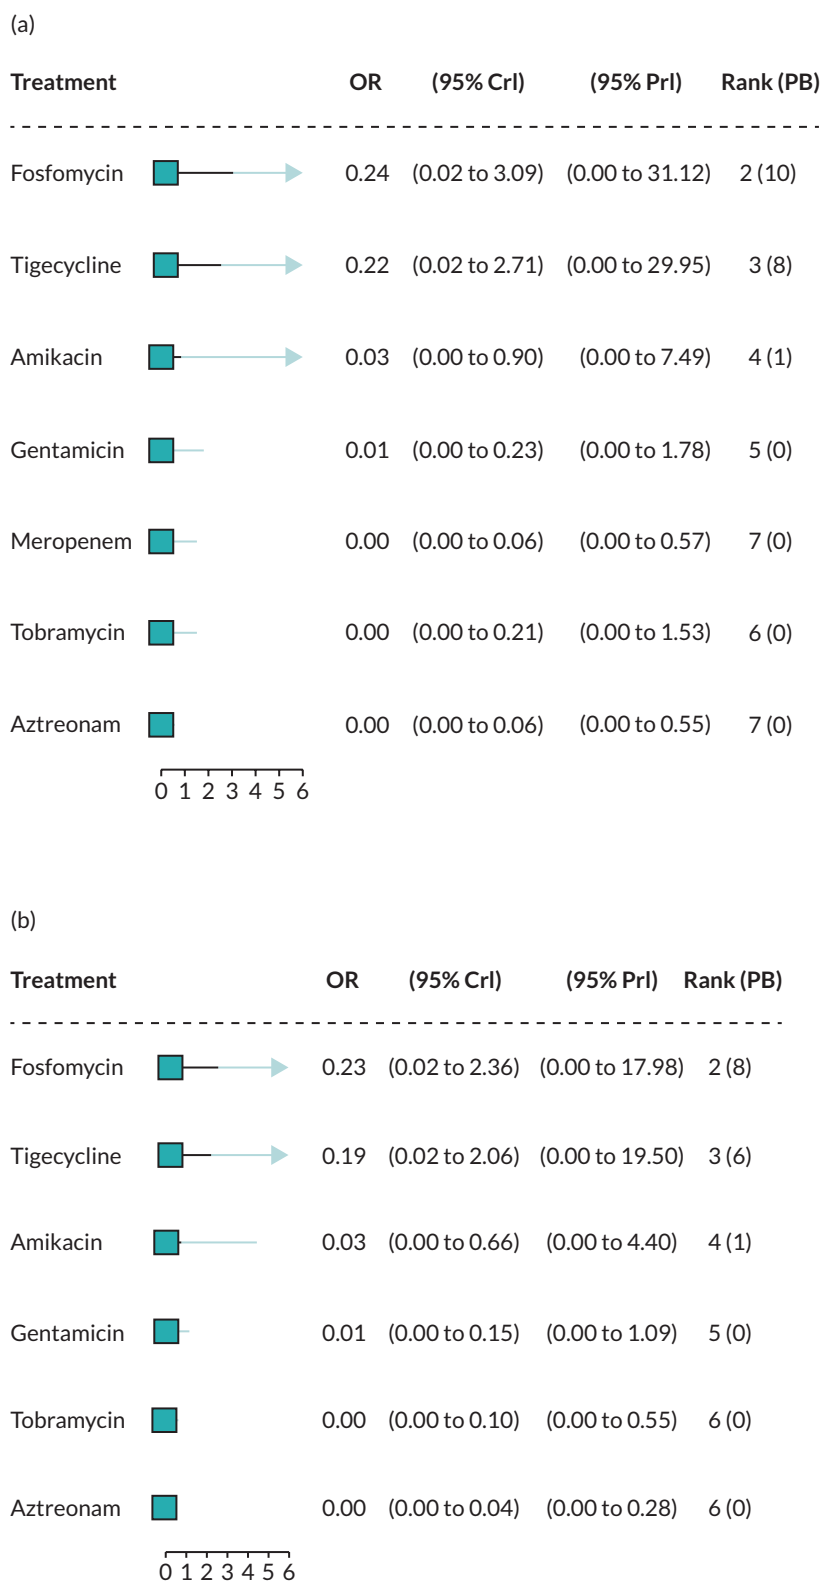 (a)
Treatment OR (95% Crl) (95% Prl) Rank (PB)
Fosfomycin 0.24 (0.02 to 3.09) (0.00 to 31.12) 2 (10)
Tigecycline 0.22 (0.02 to 2.71) (0.00 to 29.95) 3 (8)
Amikacin 0.03 (0.00 to 0.90) (0.00 to 7.49) 4 (1)
Gentamicin 0.01 (0.00 to 0.23) (0.00 to 1.78) 5 (0)
Meropenem 0.00 (0.00 to 0.06) (0.00 to 0.57) 7 (0)
Tobramycin 0.00 (0.00 to 0.21) (0.00 to 1.53) 6 (0)
Aztreonam 0.00 (0.00 to 0.06) (0.00 to 0.55) 7 (0)
0 1 2 3 4 5 6
(b)
Treatment OR (95% Crl) (95% Prl) Rank (PB)
Fosfomycin 0.23 (0.02 to 2.36) (0.00 to 17.98) 2 (8)
Tigecycline 0.19 (0.02 to 2.06) (0.00 to 19.50) 3 (6)
Amikacin 0.03 (0.00 to 0.66) (0.00 to 4.40) 4 (1)
Gentamicin 0.01 (0.00 to 0.15) (0.00 to 1.09) 5 (0)
Tobramycin 0.00 (0.00 to 0.10) (0.00 to 0.55) 6 (0)
Aztreonam 0.00 (0.00 to 0.04) (0.00 to 0.28) 6 (0)
0 1 2 3 4 5 6